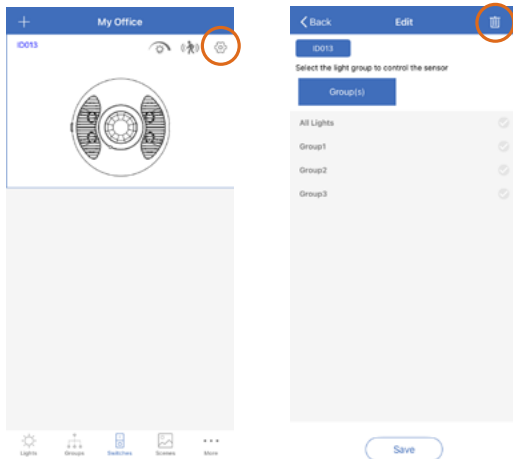 My Office
ID013
Lights
Groups
Switches
Scenes
More
Back
Edit
ID013
Select the light group to control the sensor
Group(s)
All Lights
Group1
Group2
Group3
Save